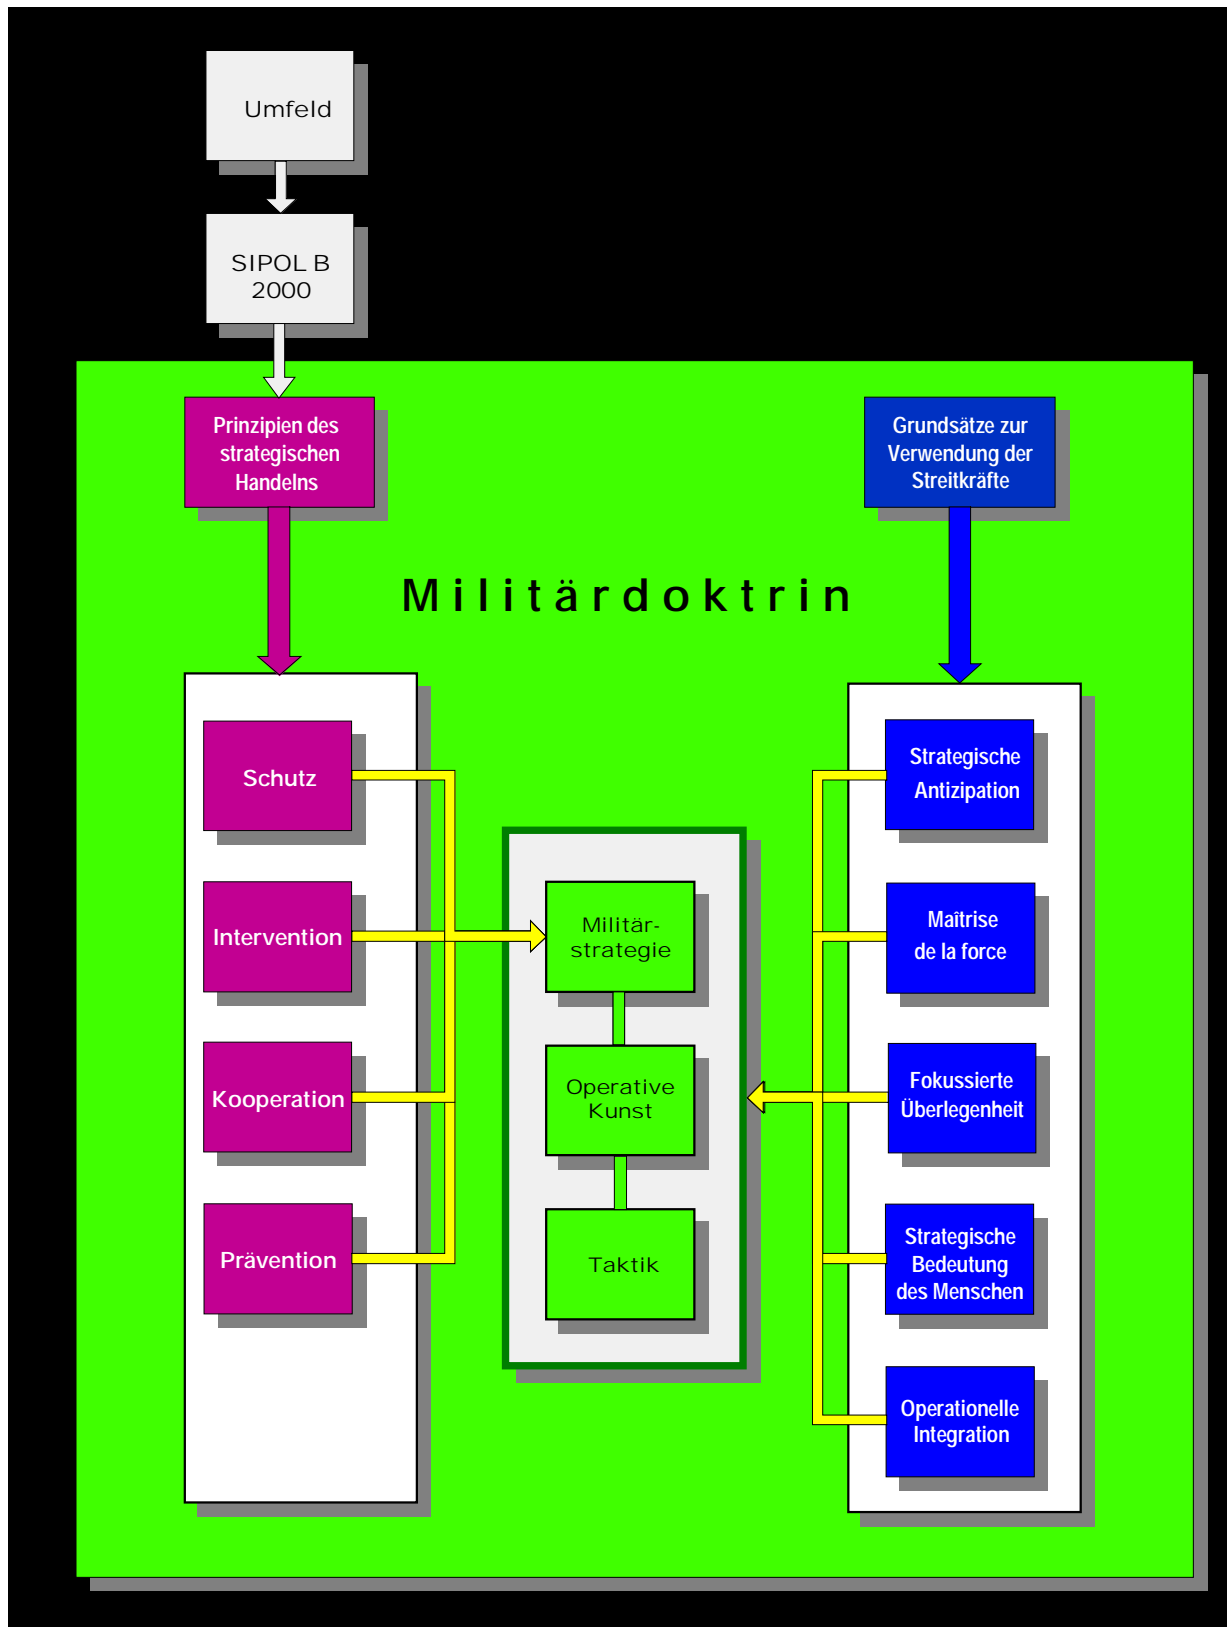 Umfeld
SIPOL B
2000
Prinzipien des
strategischen
Handelns
Grundsätze zur
Verwendung der
Streitkräfte
Militärdoktrin
Schutz
Intervention
Kooperation
Prävention
Militär-
strategie
Operative
Kunst
Taktik
Strategische
Antizipation
Maîtrise
de la force
Fokussierte
Überlegenheit
Strategische
Bedeutung
des Menschen
Operationelle
Integration